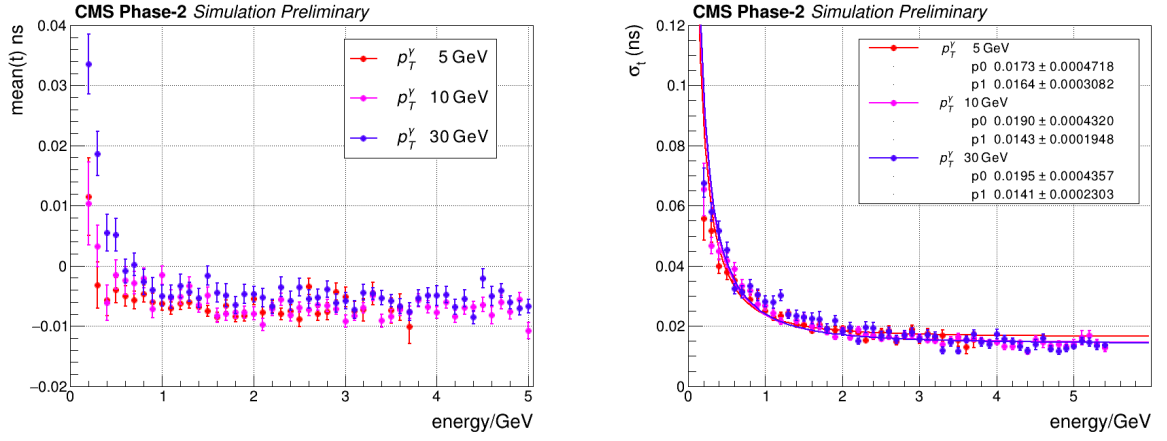 CMS Phase-2 Simulation Preliminary
mean(t) ns
0.04
0.03
0.02
0.01
0
−0.01
−0.02
p_T^γ 5 GeV
p_T^γ 10 GeV
p_T^γ 30 GeV
0 1 2 3 4 5
energy/GeV
CMS Phase-2 Simulation Preliminary
σ_t (ns)
0.12
0.1
0.08
0.06
0.04
0.02
0
p_T^γ 5 GeV
p0 0.0173 ± 0.0004718
p1 0.0164 ± 0.0003082
p_T^γ 10 GeV
p0 0.0190 ± 0.0004320
p1 0.0143 ± 0.0001948
p_T^γ 30 GeV
p0 0.0195 ± 0.0004357
p1 0.0141 ± 0.0002303
0 1 2 3 4 5
energy/GeV